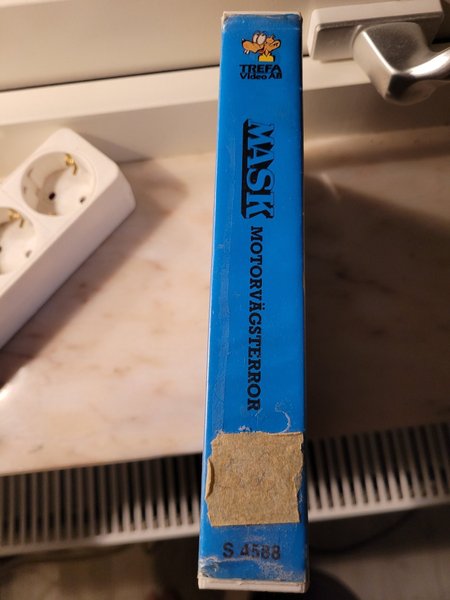 TREFA
Video AB
MASK
MOTORVÄGSTERROR
S 4588